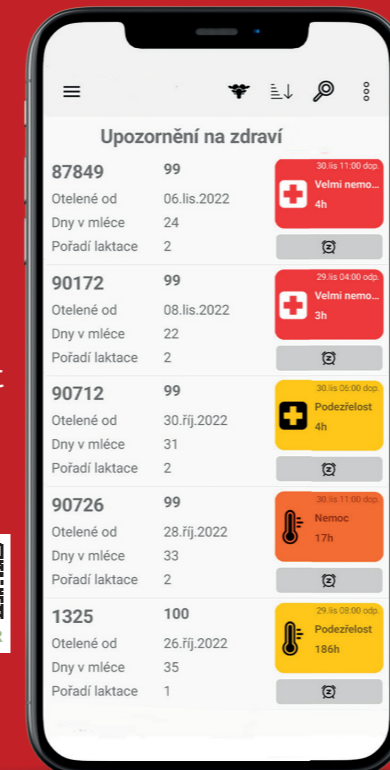 Upozornění na zdraví
87849 99
30.lis 11:00 dop.
Velmi nemo...
4h
Otelené od 06.lis.2022
Dny v mléce 24
Pořadí laktace 2
90172 99
29.lis 04:00 odp.
Velmi nemo...
3h
Otelené od 08.lis.2022
Dny v mléce 22
Pořadí laktace 2
90712 99
30.lis 06:00 dop.
Podezřelost
4h
Otelené od 30.říj.2022
Dny v mléce 31
Pořadí laktace 2
90726 99
30.lis 11:00 dop.
Nemoc
17h
Otelené od 28.říj.2022
Dny v mléce 33
Pořadí laktace 2
1325 100
29.lis 08:00 odp.
Podezřelost
186h
Otelené od 26.říj.2022
Dny v mléce 35
Pořadí laktace 1